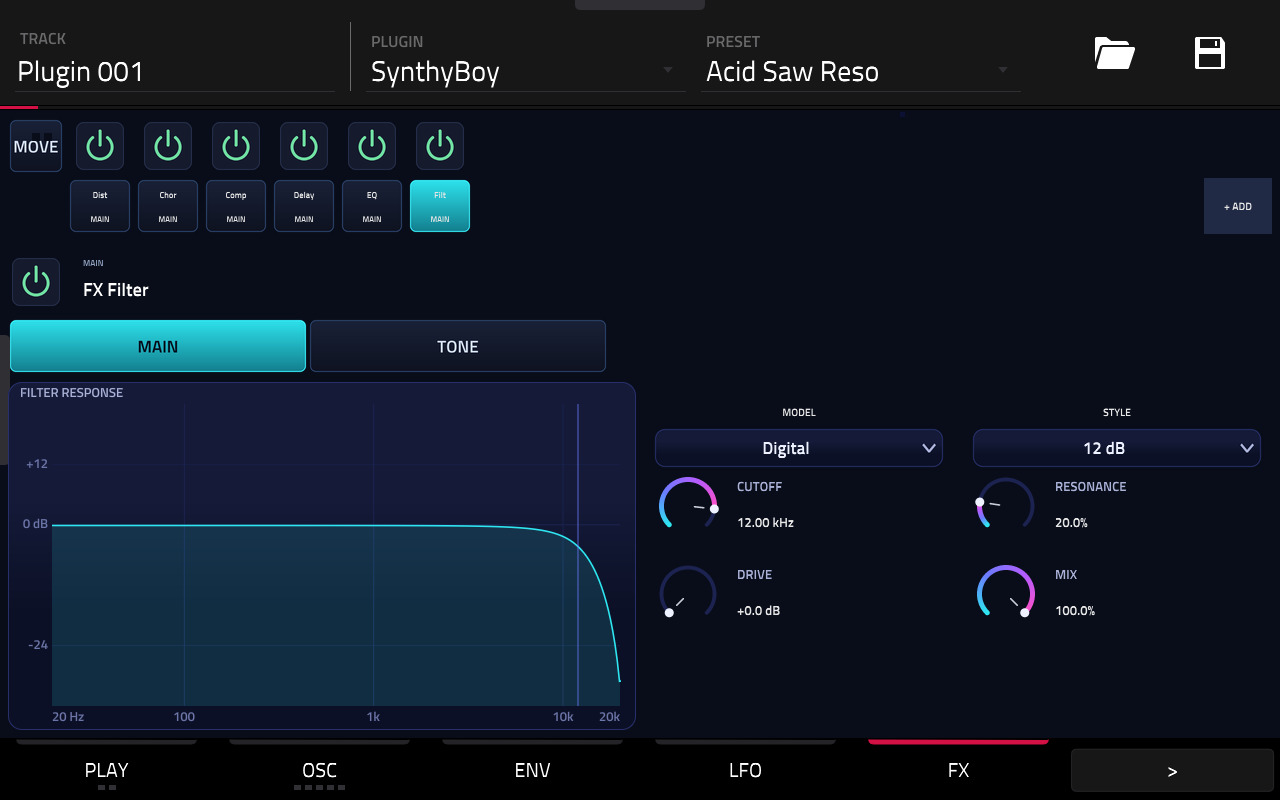 TRACK
Plugin 001
PLUGIN
SynthyBoy
PRESET
Acid Saw Reso
MOVE
Dist
MAIN
Chor
MAIN
Comp
MAIN
Delay
MAIN
EQ
MAIN
Filt
MAIN
+ ADD
MAIN
FX Filter
MAIN
TONE
FILTER RESPONSE
+12
0 dB
-24
20 Hz
100
1k
10k
20k
MODEL
Digital
STYLE
12 dB
CUTOFF
12.00 kHz
RESONANCE
20.0%
DRIVE
+0.0 dB
MIX
100.0%
PLAY
OSC
ENV
LFO
FX
>